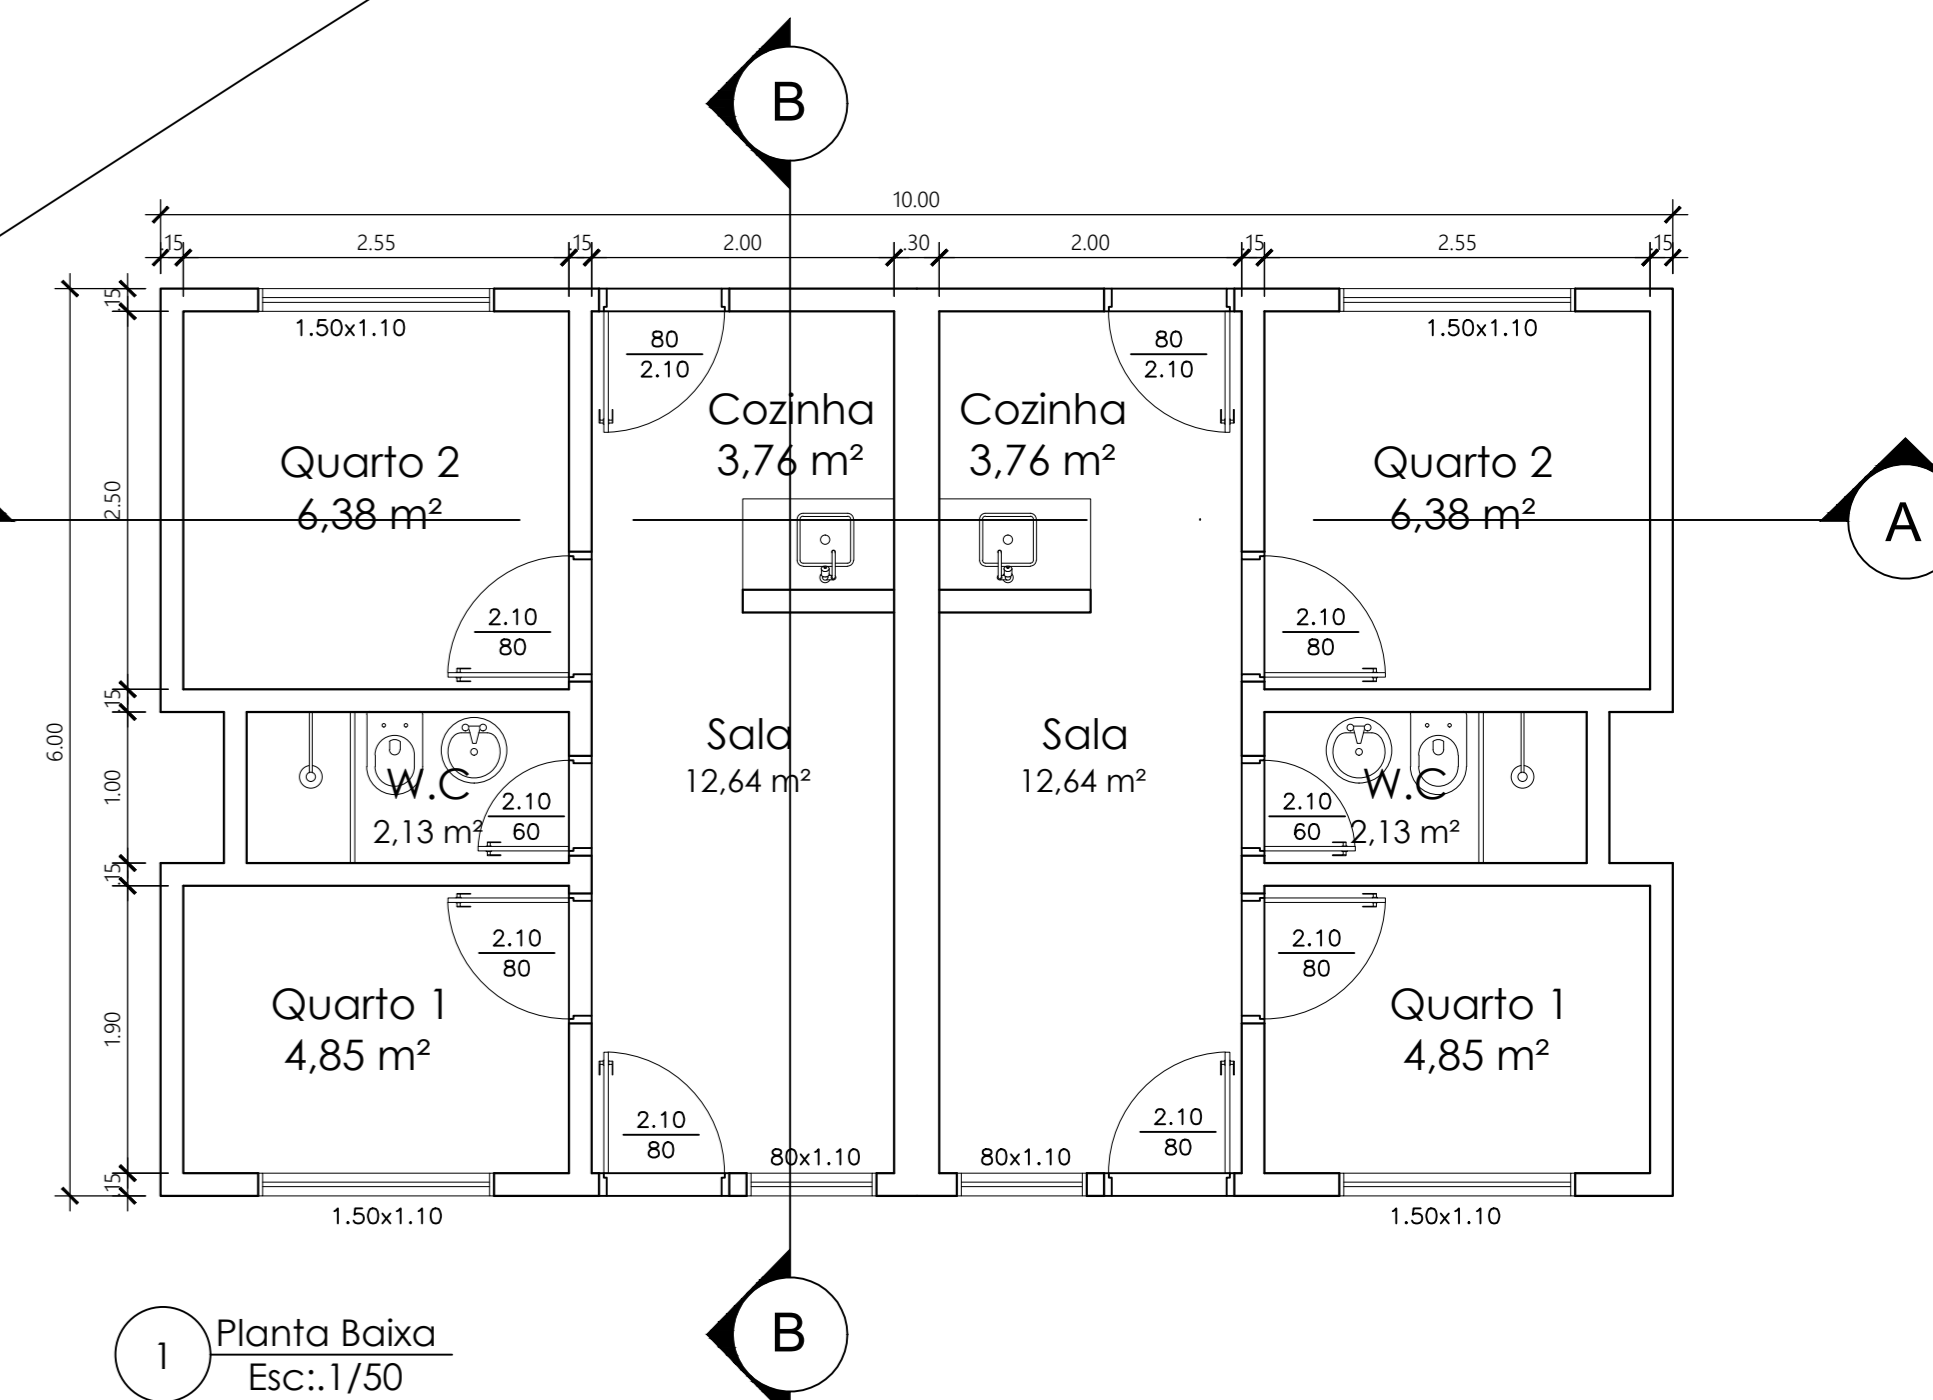 B
10.00
.15
2.55
.15
2.00
.30
2.00
.15
2.55
.15
.15
1.50x1.10
1.50x1.10
80
2.10
80
2.10
Cozinha
3,76 m²
Cozinha
3,76 m²
Quarto 2
6,38 m²
Quarto 2
6,38 m²
2.50
A
2.10
80
2.10
80
.15
6.00
Sala
12,64 m²
Sala
12,64 m²
1.00
W.C
2,13 m²
2.10
60
2.10
60
W.C
2,13 m²
.15
2.10
80
2.10
80
Quarto 1
4,85 m²
Quarto 1
4,85 m²
1.90
2.10
80
2.10
80
80x1.10
80x1.10
.15
1.50x1.10
1.50x1.10
B
1
Planta Baixa
Esc:.1/50